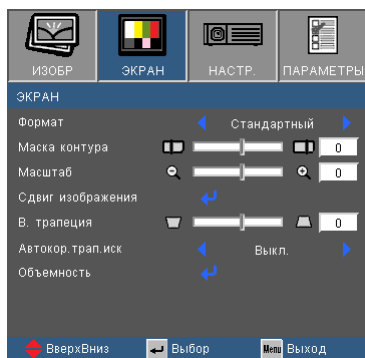 ИЗОБР ЭКРАН НАСТР. ПАРАМЕТРЫ
ЭКРАН
Формат Стандартный
Маска контура 0
Масштаб 0
Сдвиг изображения
В. трапеция 0
Автокор.трап.иск Выкл.
Объемность
ВверхВниз Выбор Menu Выход